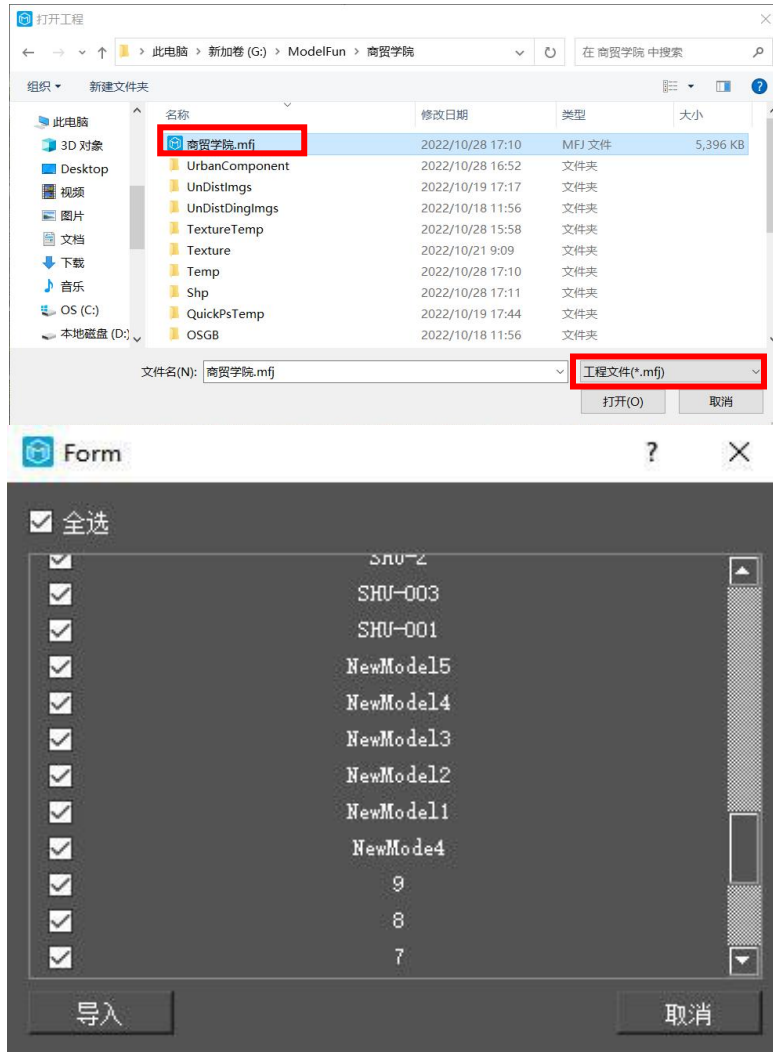 打开工程
此电脑 › 新加卷 (G:) › ModelFun › 商贸学院 在 商贸学院 中搜索
组织 新建文件夹
名称 修改日期 类型 大小
此电脑
3D 对象
Desktop
视频
图片
文档
下载
音乐
OS (C:)
本地磁盘 (D:)
商贸学院.mfj 2022/10/28 17:10 MFJ 文件 5,396 KB
UrbanComponent 2022/10/28 16:52 文件夹
UnDistImgs 2022/10/19 17:17 文件夹
UnDistDingImgs 2022/10/18 11:56 文件夹
TextureTemp 2022/10/28 15:58 文件夹
Texture 2022/10/21 9:09 文件夹
Temp 2022/10/28 17:10 文件夹
Shp 2022/10/28 17:11 文件夹
QuickPsTemp 2022/10/19 17:44 文件夹
OSGB 2022/10/18 11:56 文件夹
文件名(N): 商贸学院.mfj 工程文件(*.mfj)
打开(O) 取消
Form ? ×
全选
SHU-2
SHU-003
SHU-001
NewModel5
NewModel4
NewModel3
NewModel2
NewModel1
NewMode4
9
8
7
导入 取消